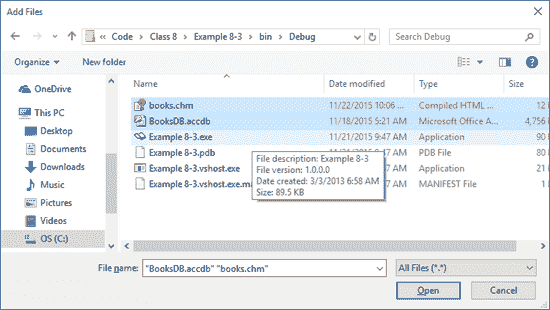 Add Files
Code > Class 8 > Example 8-3 > bin > Debug
Search Debug
Organize New folder
Name Date modified Type Size
OneDrive
This PC
Desktop
Documents
Downloads
Music
Pictures
Videos
OS (C:)
books.chm 11/22/2015 10:06 ... Compiled HTML ...
BooksDB.accdb 11/18/2015 5:21 AM Microsoft Office A... 4,756
Example 8-3.exe 11/21/2015 9:47 AM Application 90
Example 8-3.pdb 9:47 AM PDB File 80
Example 8-3.vshost.exe AM Application 21
Example 8-3.vshost.exe.ma AM MANIFEST File
File description: Example 8-3
File version: 1.0.0.0
Date created: 3/3/2013 6:58 AM
Size: 89.5 KB
File name: "BooksDB.accdb" "books.chm" All Files (*.*)
Open Cancel